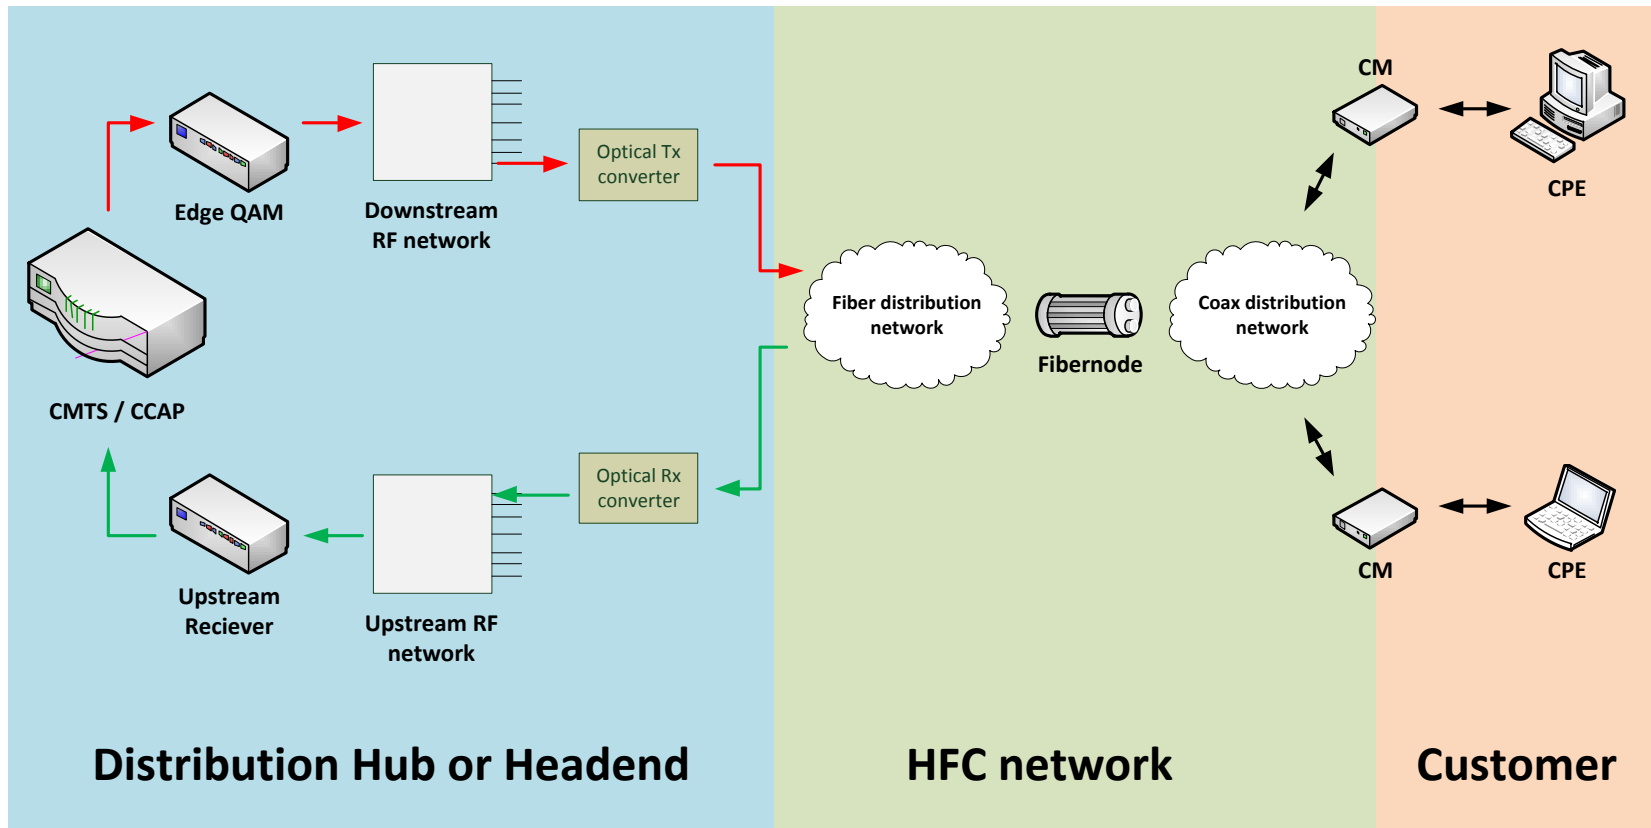 Edge QAM
Downstream
RF network
Optical Tx
converter
CMTS / CCAP
Upstream
Reciever
Upstream RF
network
Optical Rx
converter
Distribution Hub or Headend
Fiber distribution
network
Fibernode
Coax distribution
network
HFC network
CM
CPE
CM
CPE
Customer